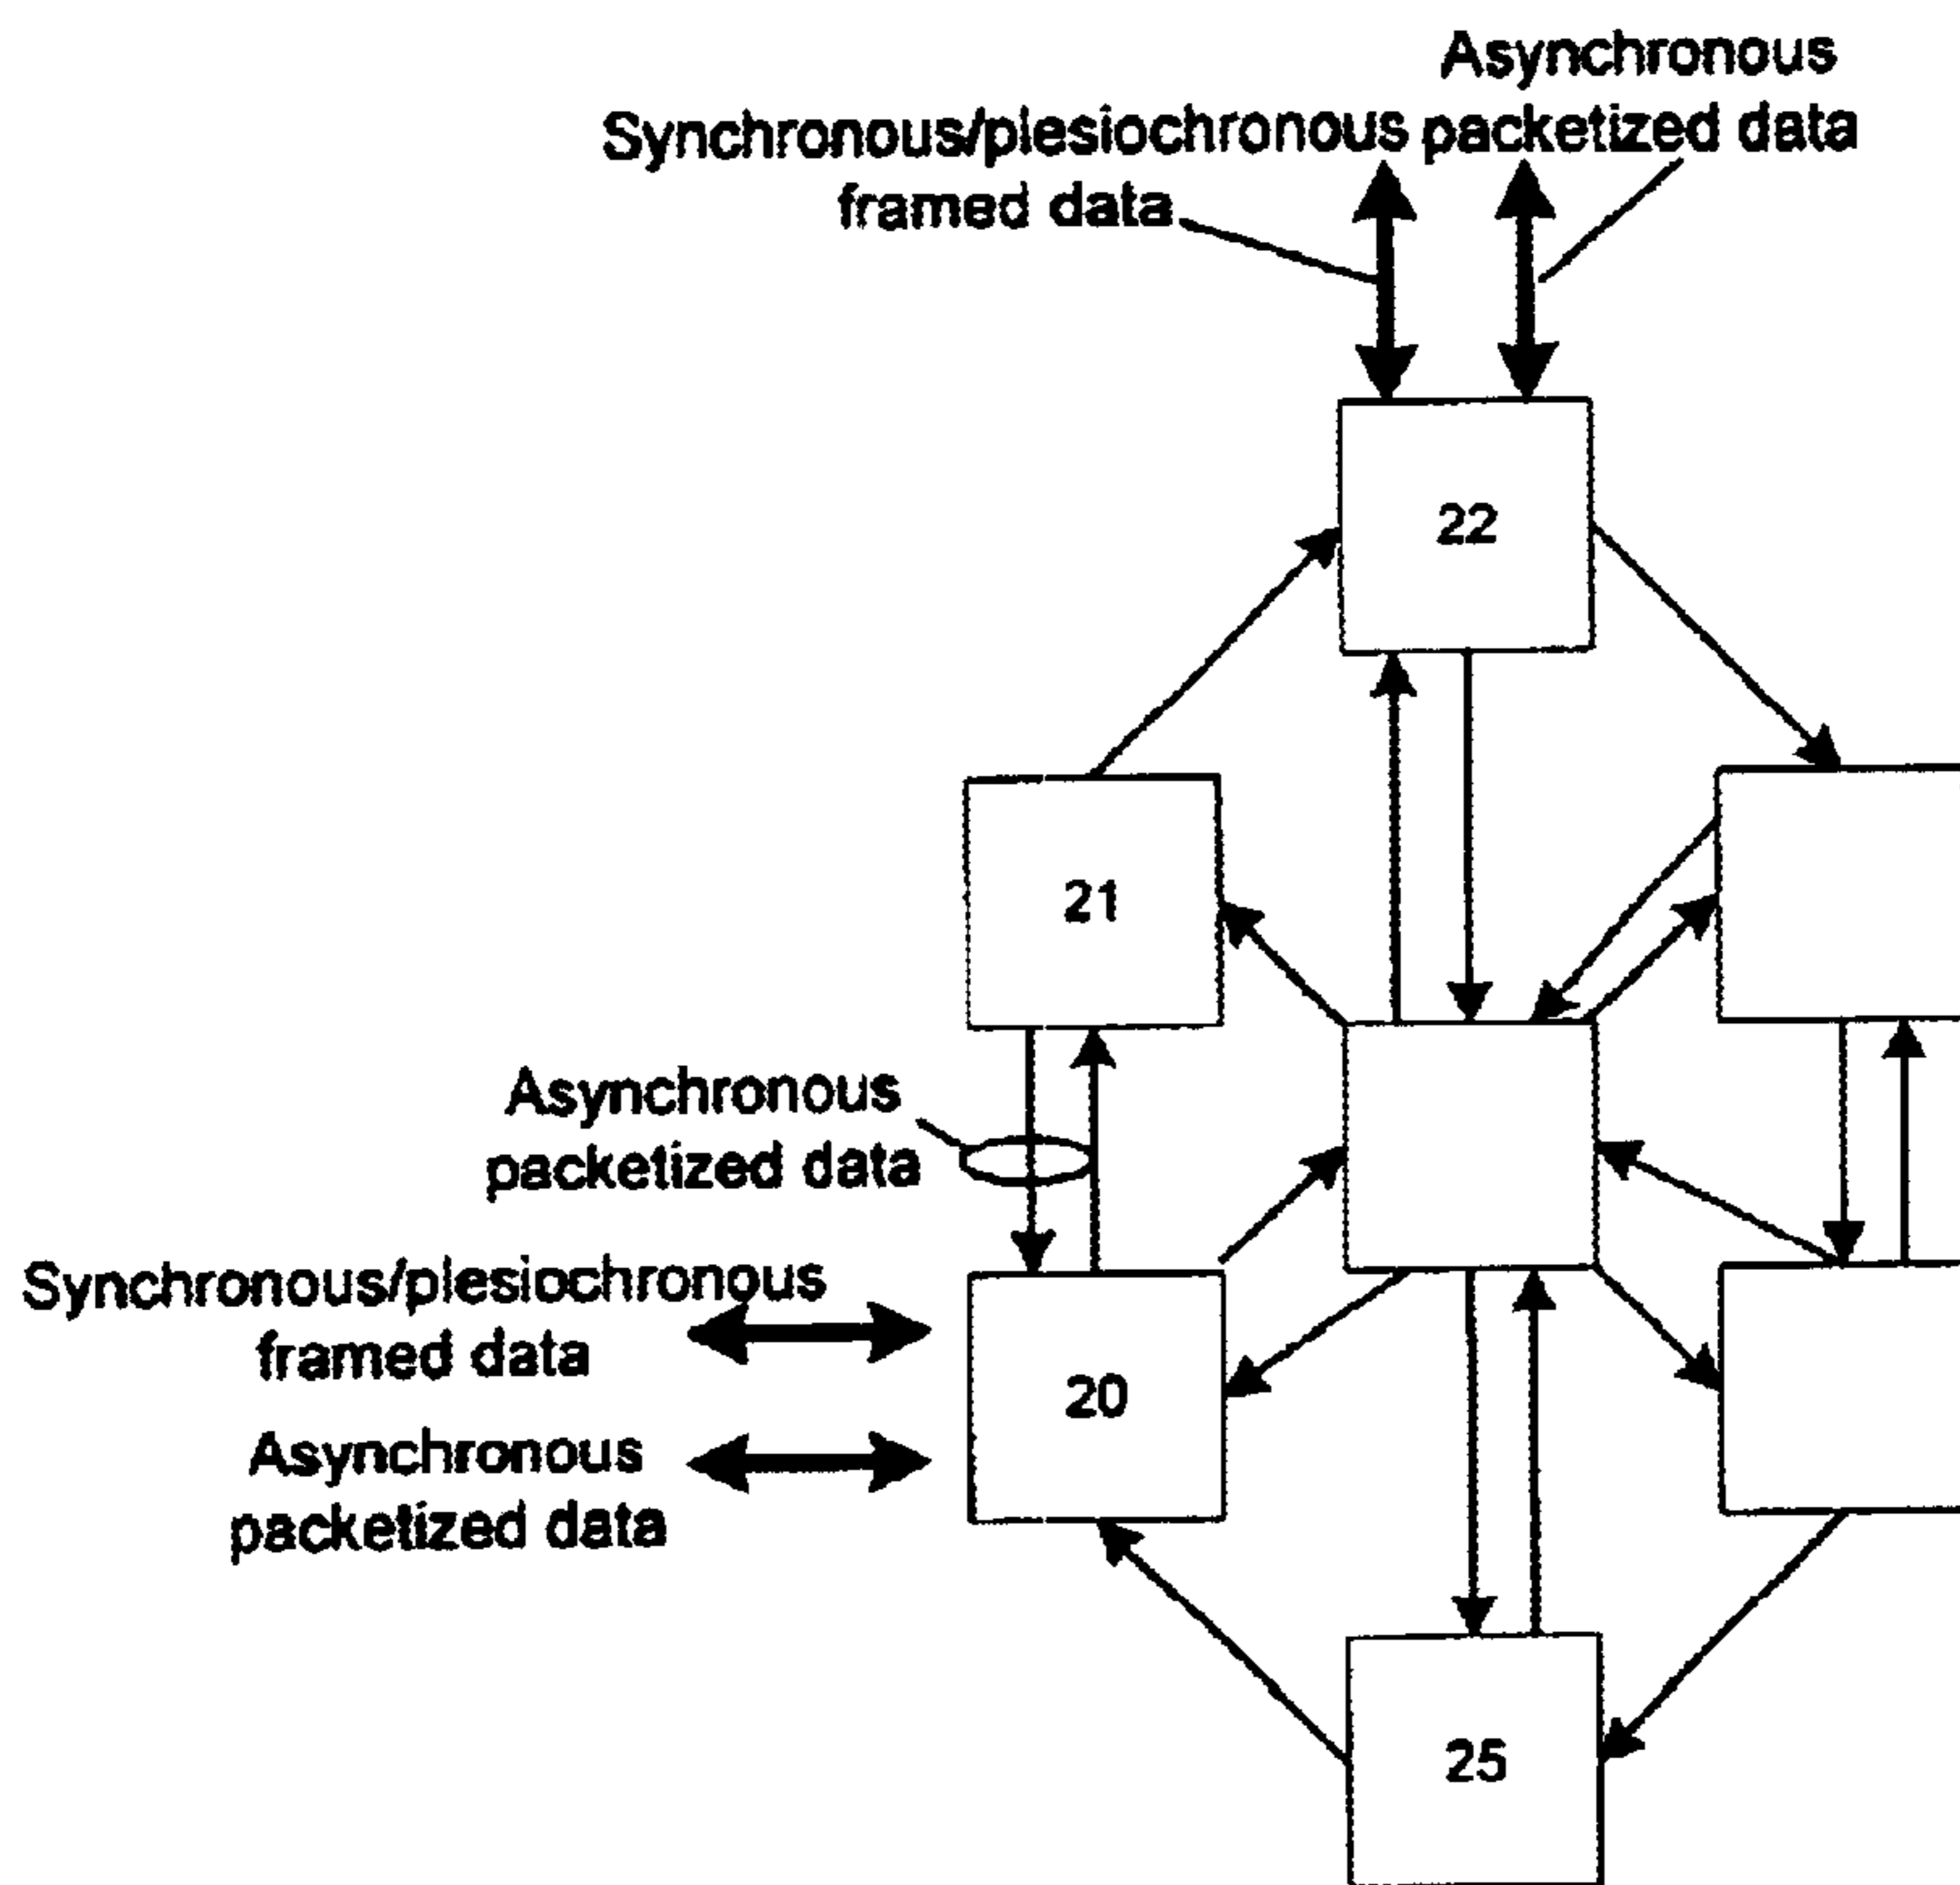 Asynchronous
Synchronous/plesiochronous packetized data
framed data
22
21
Asynchronous
packetized data
Synchronous/plesiochronous
framed data
20
Asynchronous
packetized data
25